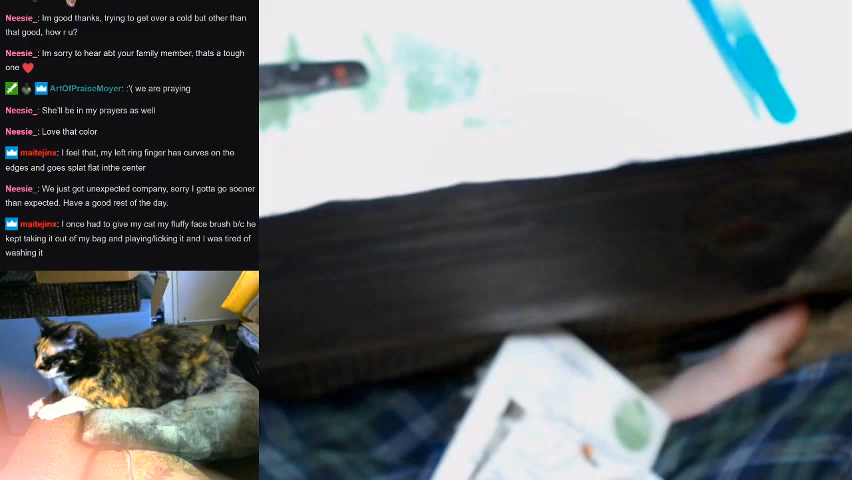 Neesie_: Im good thanks, trying to get over a cold but other than
that good, how r u?
Neesie_: Im sorry to hear abt your family member, thats a tough
one ❤️
ArtOfPraiseMoyer: :'( we are praying
Neesie_: She'll be in my prayers as well
Neesie_: Love that color
maitejinx: I feel that, my left ring finger has curves on the
edges and goes splat flat inthe center
Neesie_: We just got unexpected company, sorry I gotta go sooner
than expected. Have a good rest of the day.
maitejinx: I once had to give my cat my fluffy face brush b/c he
kept taking it out of my bag and playing/licking it and I was tired of
washing it